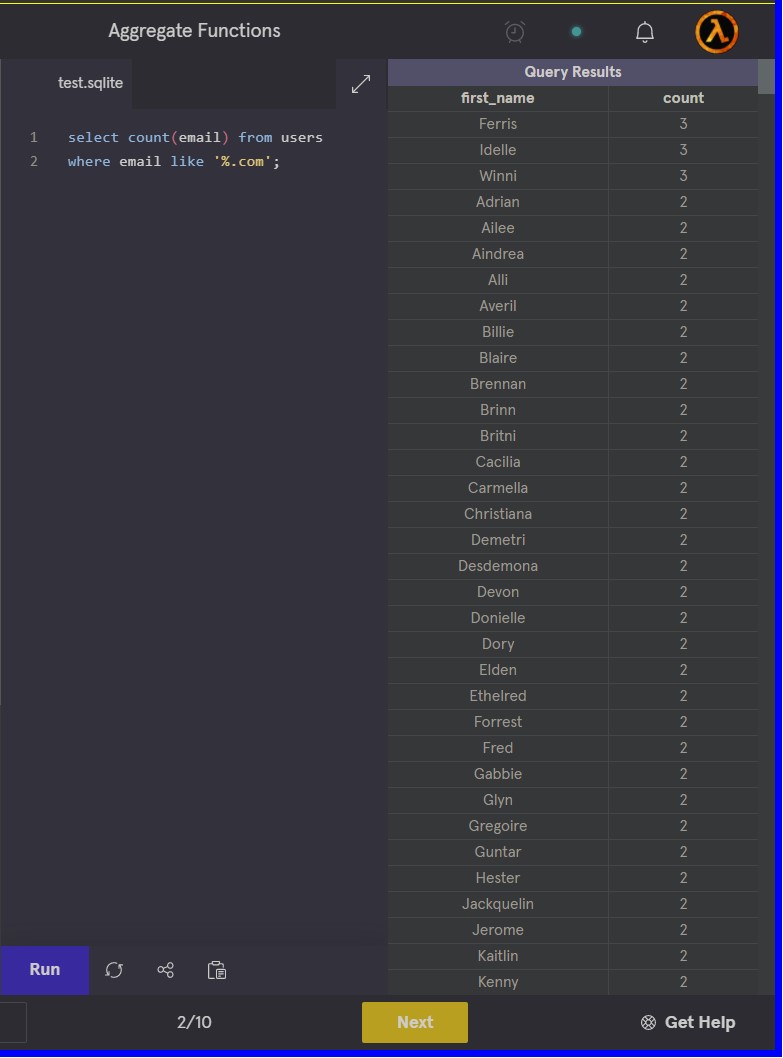 Aggregate Functions
test.sqlite
1 select count(email) from users
2 where email like '%.com';
Query Results
first_name count
Ferris 3
Idelle 3
Winni 3
Adrian 2
Ailee 2
Aindrea 2
Alli 2
Averil 2
Billie 2
Blaire 2
Brennan 2
Brinn 2
Britni 2
Cacilia 2
Carmella 2
Christiana 2
Demetri 2
Desdemona 2
Devon 2
Donielle 2
Dory 2
Elden 2
Ethelred 2
Forrest 2
Fred 2
Gabbie 2
Glyn 2
Gregoire 2
Guntar 2
Hester 2
Jackquelin 2
Jerome 2
Kaitlin 2
Kenny 2
Run
2/10
Next
Get Help